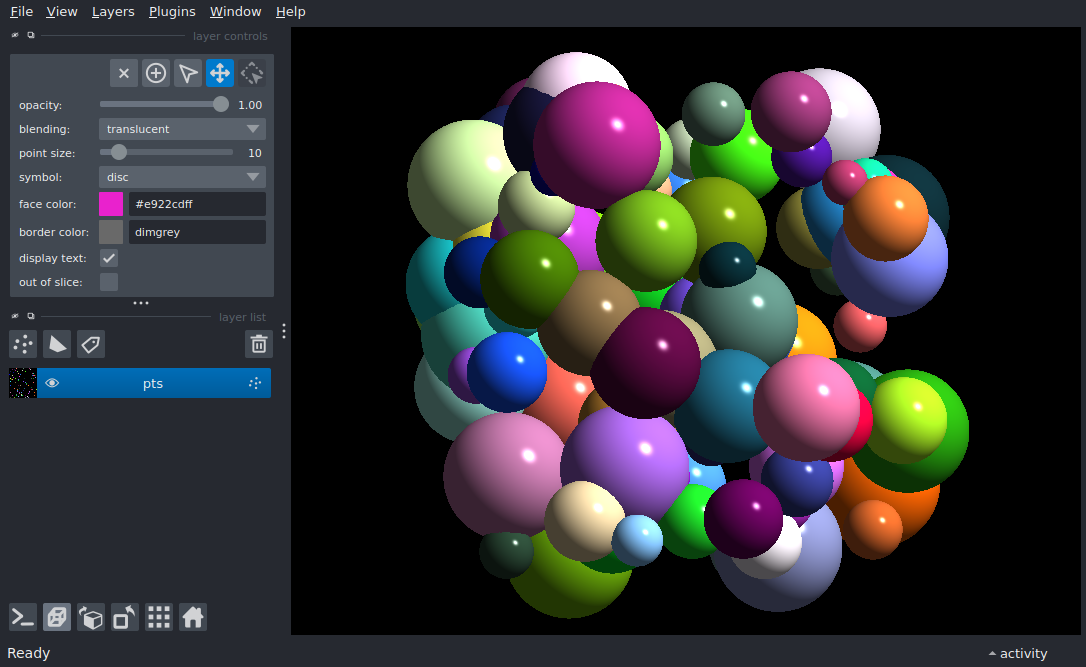 File View Layers Plugins Window Help
layer controls
opacity: 1.00
blending: translucent
point size: 10
symbol: disc
face color: #e922cdff
border color: dimgrey
display text:
out of slice:
layer list
pts
Ready
activity